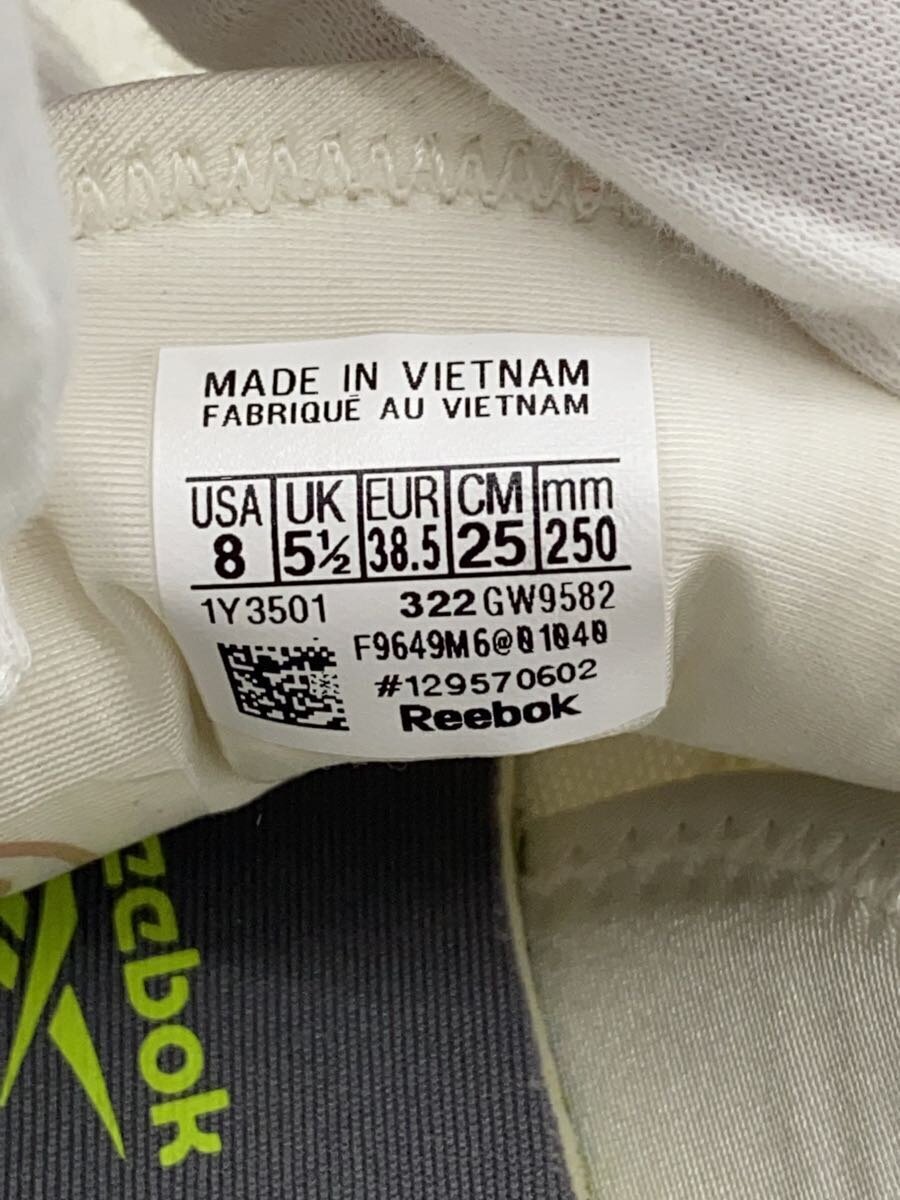 MADE IN VIETNAM
FABRIQUÉ AU VIETNAM
USA UK EUR CM mm
8 5½ 38.5 25 250
1Y3501 322 GW9582
F9649M6@01040
#129570602
Reebok
Reebok